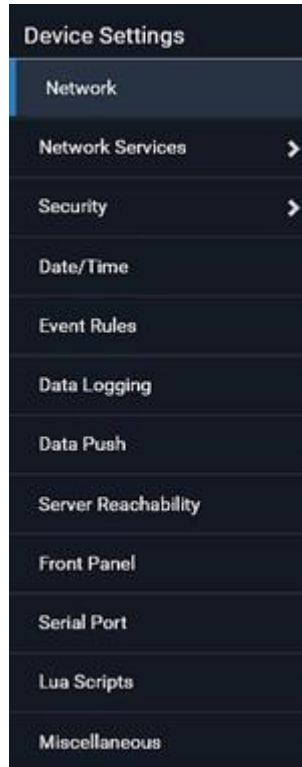 Device Settings
Network
Network Services
Security
Date/Time
Event Rules
Data Logging
Data Push
Server Reachability
Front Panel
Serial Port
Lua Scripts
Miscellaneous